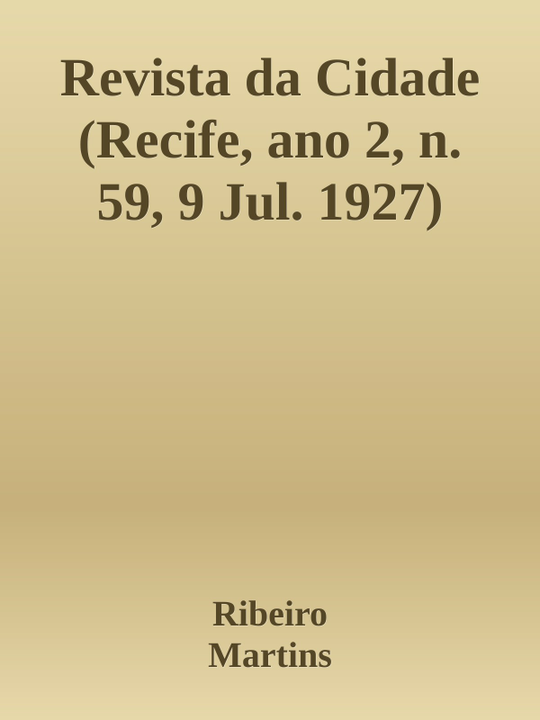 Revista da Cidade
(Recife, ano 2, n.
59, 9 Jul. 1927)
Ribeiro
Martins